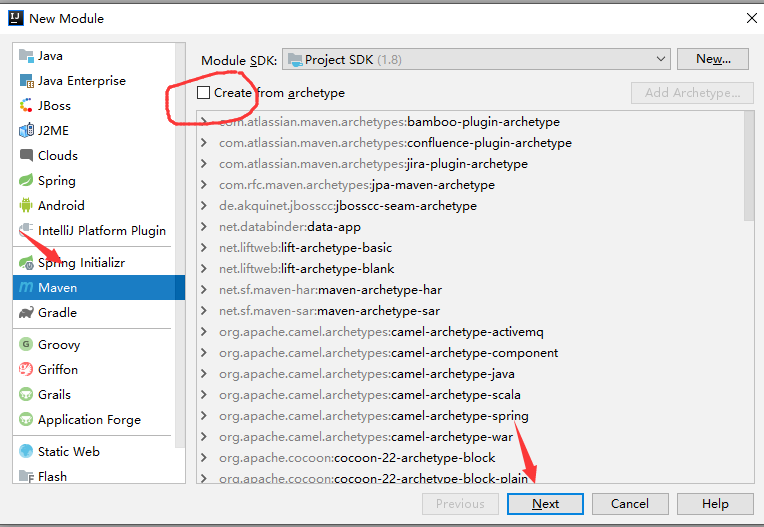 New Module
Java
Java Enterprise
JBoss
J2ME
Clouds
Spring
Android
IntelliJ Platform Plugin
Spring Initializr
Maven
Gradle
Groovy
Griffon
Grails
Application Forge
Static Web
Flash
Module SDK: Project SDK (1.8) New...
Create from archetype Add Archetype...
com.atlassian.maven.archetypes:bamboo-plugin-archetype
com.atlassian.maven.archetypes:confluence-plugin-archetype
com.atlassian.maven.archetypes:jira-plugin-archetype
com.rfc.maven.archetypes:jpa-maven-archetype
de.akquinet.jbosscc:jbosscc-seam-archetype
net.databinder:data-app
net.liftweb:lift-archetype-basic
net.liftweb:lift-archetype-blank
net.sf.maven-har:maven-archetype-har
net.sf.maven-sar:maven-archetype-sar
org.apache.camel.archetypes:camel-archetype-activemq
org.apache.camel.archetypes:camel-archetype-component
org.apache.camel.archetypes:camel-archetype-java
org.apache.camel.archetypes:camel-archetype-scala
org.apache.camel.archetypes:camel-archetype-spring
org.apache.camel.archetypes:camel-archetype-war
org.apache.cocoon:cocoon-22-archetype-block
org.apache.cocoon:cocoon-22-archetype-block-plain
Previous Next Cancel Help